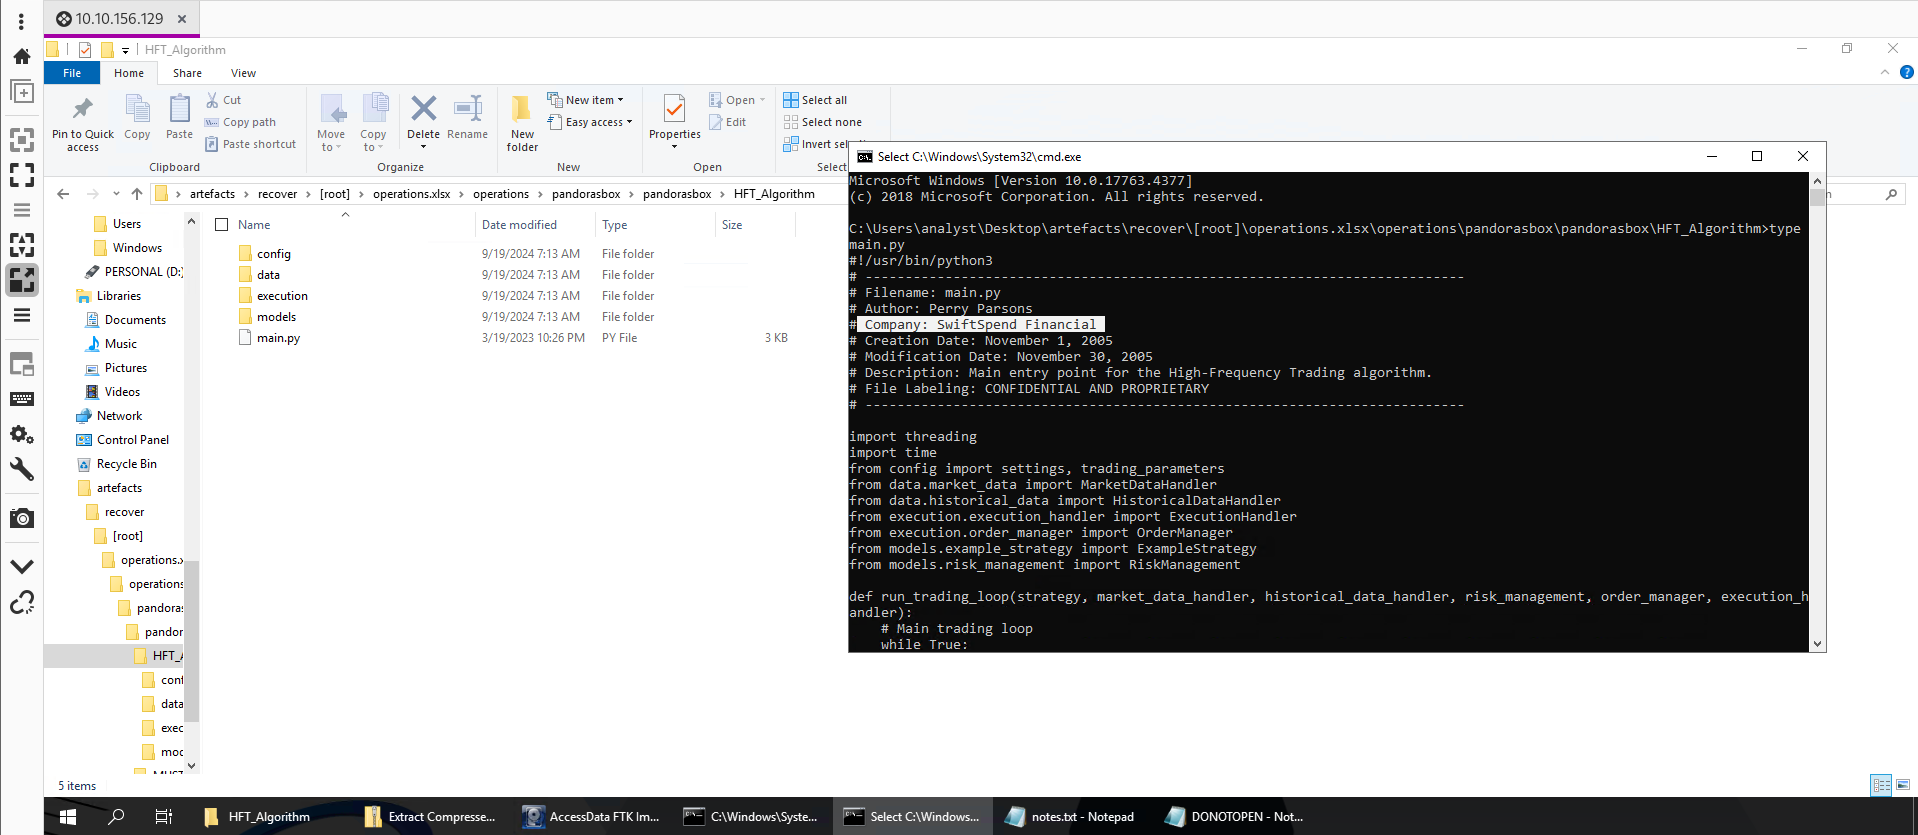 10.10.156.129
HFT_Algorithm
File
Home
Share
View
Pin to Quick access
Copy
Paste
Cut
Copy path
Paste shortcut
Clipboard
Move to
Copy to
Delete
Rename
Organize
New folder
New item
Easy access
New
Properties
Open
Edit
Open
Select all
Select none
Invert selec
Select
artefacts > recover > [root] > operations.xlsx > operations > pandorasbox > pandorasbox > HFT_Algorithm
Users
Windows
PERSONAL (D:)
Libraries
Documents
Music
Pictures
Videos
Network
Control Panel
Recycle Bin
artefacts
recover
[root]
operations.x
operations
pandoras
pandor
HFT_A
conf
data
exec
mod
Name Date modified Type Size
config 9/19/2024 7:13 AM File folder
data 9/19/2024 7:13 AM File folder
execution 9/19/2024 7:13 AM File folder
models 9/19/2024 7:13 AM File folder
main.py 3/19/2023 10:26 PM PY File 3 KB
5 items
Select C:\Windows\System32\cmd.exe
Microsoft Windows [Version 10.0.17763.4377]
(c) 2018 Microsoft Corporation. All rights reserved.
C:\Users\analyst\Desktop\artefacts\recover\[root]\operations.xlsx\operations\pandorasbox\pandorasbox\HFT_Algorithm>type
main.py
#!/usr/bin/python3
# ---------------------------------------------------------------------------
# Filename: main.py
# Author: Perry Parsons
# Company: SwiftSpend Financial
# Creation Date: November 1, 2005
# Modification Date: November 30, 2005
# Description: Main entry point for the High-Frequency Trading algorithm.
# File Labeling: CONFIDENTIAL AND PROPRIETARY
# ---------------------------------------------------------------------------
import threading
import time
from config import settings, trading_parameters
from data.market_data import MarketDataHandler
from data.historical_data import HistoricalDataHandler
from execution.execution_handler import ExecutionHandler
from execution.order_manager import OrderManager
from models.example_strategy import ExampleStrategy
from models.risk_management import RiskManagement
def run_trading_loop(strategy, market_data_handler, historical_data_handler, risk_management, order_manager, execution_h
andler):
# Main trading loop
while True:
HFT_Algorithm
Extract Compresse...
AccessData FTK Im...
C:\Windows\Syste...
Select C:\Windows...
notes.txt - Notepad
DONOTOPEN - Not...